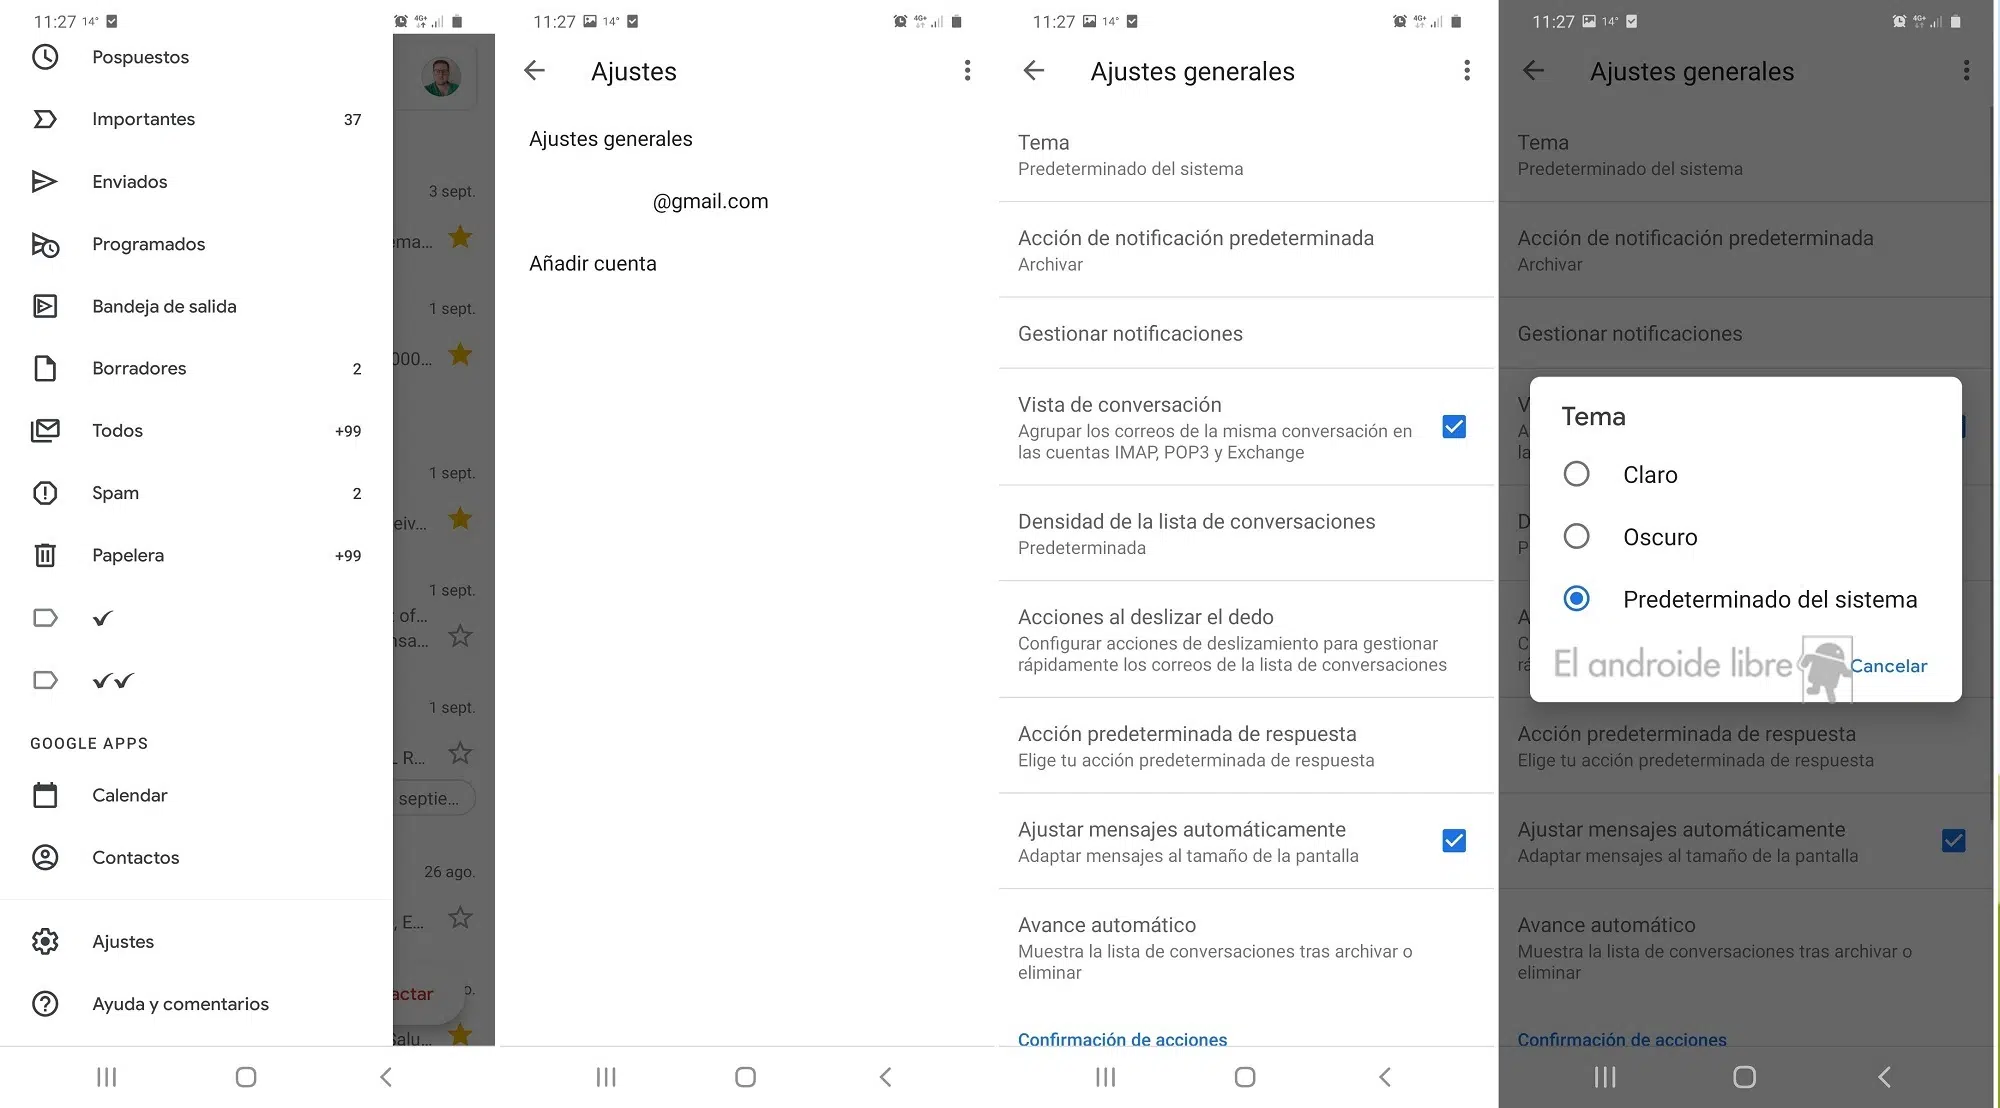 11:27 14°
Pospuestos
Importantes 37
Enviados
Programados
Bandeja de salida
Borradores 2
Todos +99
Spam 2
Papelera +99
GOOGLE APPS
Calendar
Contactos
Ajustes
Ayuda y comentarios
4G+
3 sept.
ema...
1 sept.
000...
1 sept.
eiv...
1 sept.
of...
nsa...
1 sept.
R...
septie...
26 ago.
, E...
actar
o.
Salu...
11:27 14° 4G+
Ajustes
Ajustes generales
@gmail.com
Añadir cuenta
11:27 14° 4G+
Ajustes generales
Tema
Predeterminado del sistema
Acción de notificación predeterminada
Archivar
Gestionar notificaciones
Vista de conversación
Agrupar los correos de la misma conversación en
las cuentas IMAP, POP3 y Exchange
Densidad de la lista de conversaciones
Predeterminada
Acciones al deslizar el dedo
Configurar acciones de deslizamiento para gestionar
rápidamente los correos de la lista de conversaciones
Acción predeterminada de respuesta
Elige tu acción predeterminada de respuesta
Ajustar mensajes automáticamente
Adaptar mensajes al tamaño de la pantalla
Avance automático
Muestra la lista de conversaciones tras archivar o
eliminar
Confirmación de acciones
11:27 14° 4G+
Ajustes generales
Tema
Predeterminado del sistema
Acción de notificación predeterminada
Archivar
Gestionar notificaciones
V
A
la
D
P
A
C
rá
Tema
Claro
Oscuro
Predeterminado del sistema
El androide libre
Cancelar
Acción predeterminada de respuesta
Elige tu acción predeterminada de respuesta
Ajustar mensajes automáticamente
Adaptar mensajes al tamaño de la pantalla
Avance automático
Muestra la lista de conversaciones tras archivar o
eliminar
Confirmación de acciones